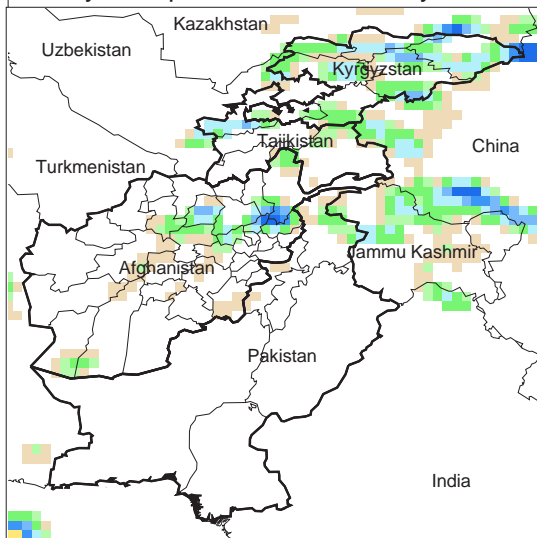 Kazakhstan
Uzbekistan
Kyrgyzstan
China
Tajikistan
Turkmenistan
Jammu Kashmir
Afghanistan
Pakistan
India